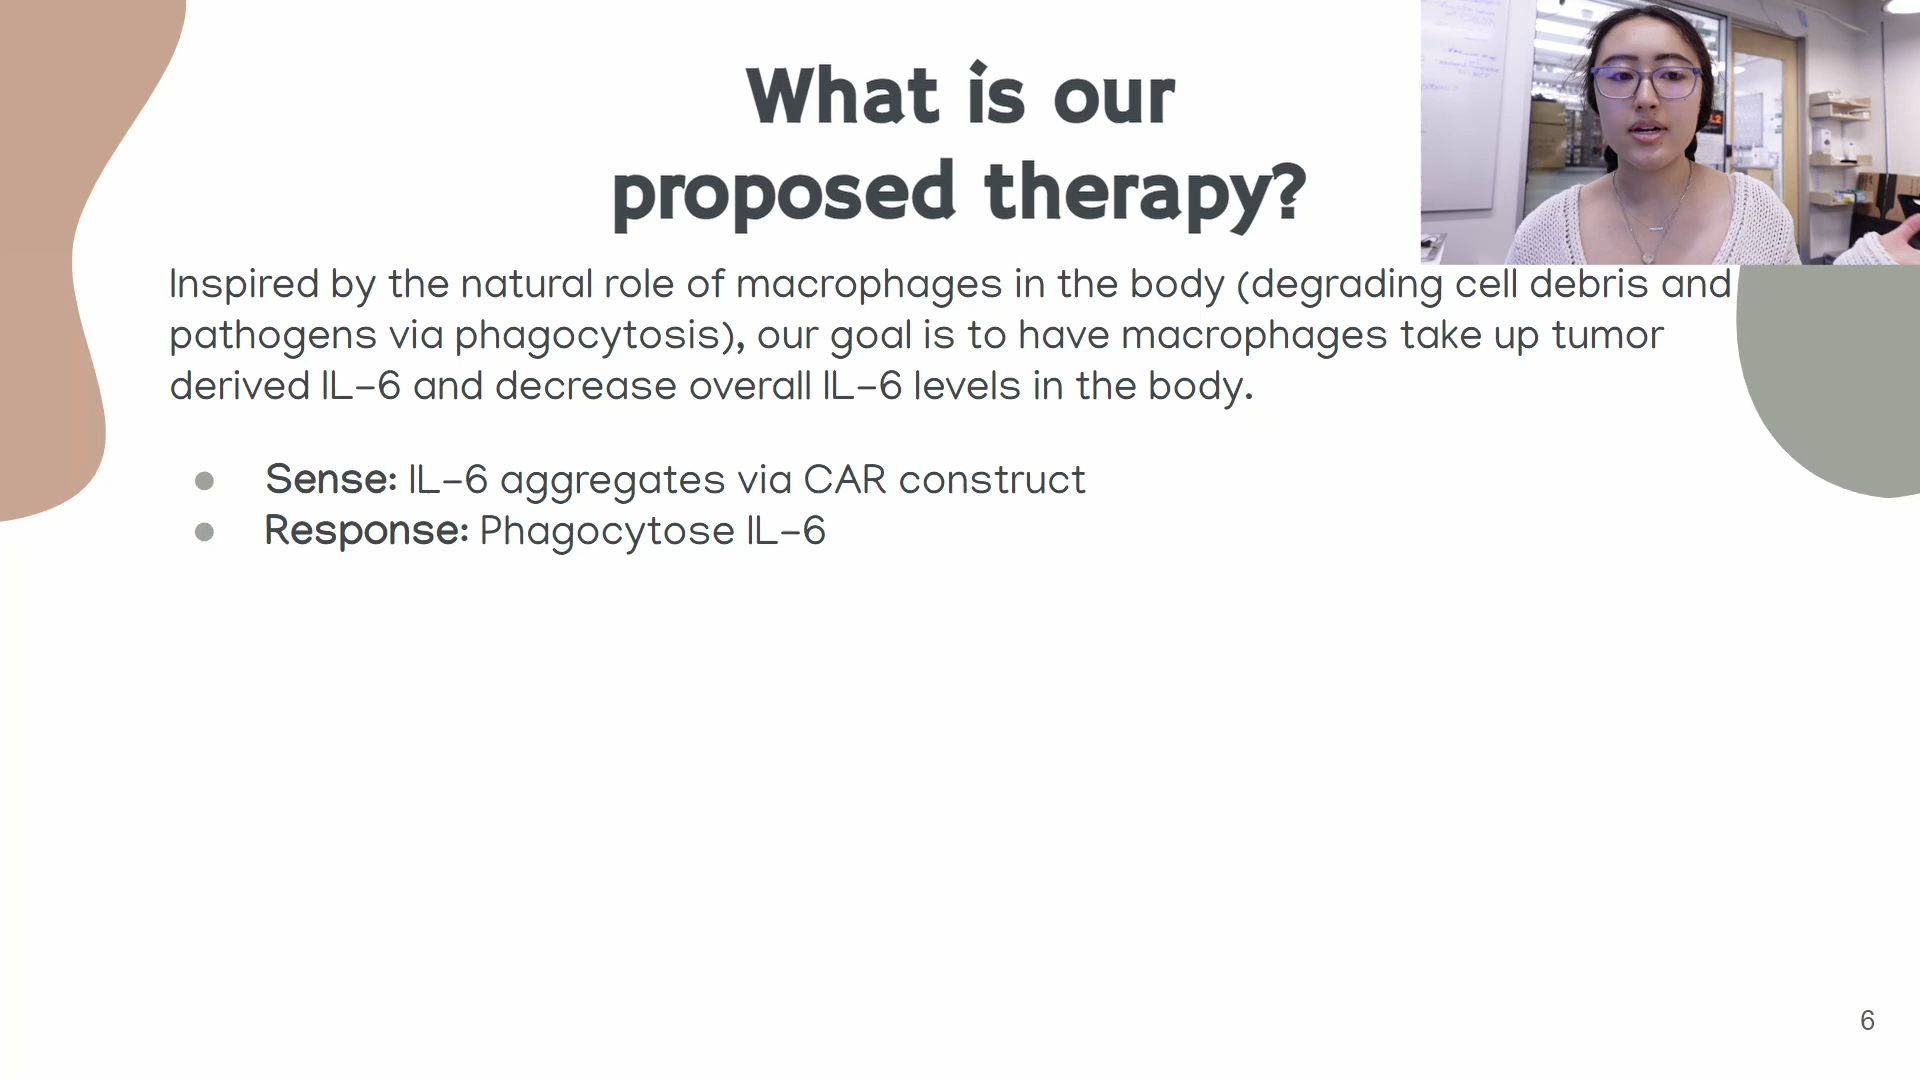 What is our
proposed therapy?
Inspired by the natural role of macrophages in the body (degrading cell debris and
pathogens via phagocytosis), our goal is to have macrophages take up tumor
derived IL-6 and decrease overall IL-6 levels in the body.
● Sense: IL-6 aggregates via CAR construct
● Response: Phagocytose IL-6
6